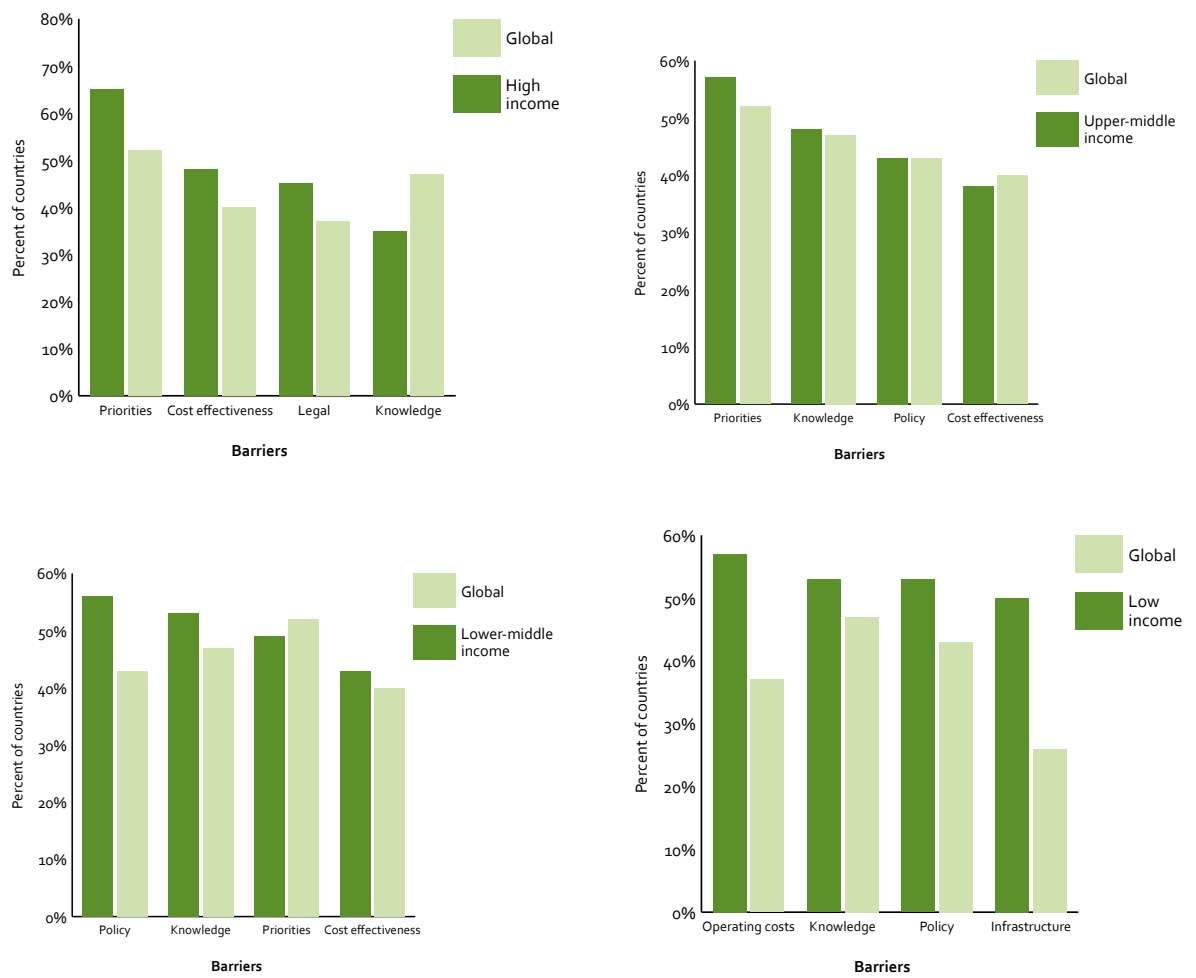 80%
70%
60%
50%
40%
30%
20%
10%
0%
Percent of countries
Global
High
income
Priorities
Cost effectiveness
Legal
Knowledge
Barriers
60%
50%
40%
30%
20%
10%
0%
Percent of countries
Global
Upper-middle
income
Priorities
Knowledge
Policy
Cost effectiveness
Barriers
60%
50%
40%
30%
20%
10%
0%
Percent of countries
Global
Lower-middle
income
Policy
Knowledge
Priorities
Cost effectiveness
Barriers
60%
50%
40%
30%
20%
10%
0%
Percent of countries
Global
Low
income
Operating costs
Knowledge
Policy
Infrastructure
Barriers